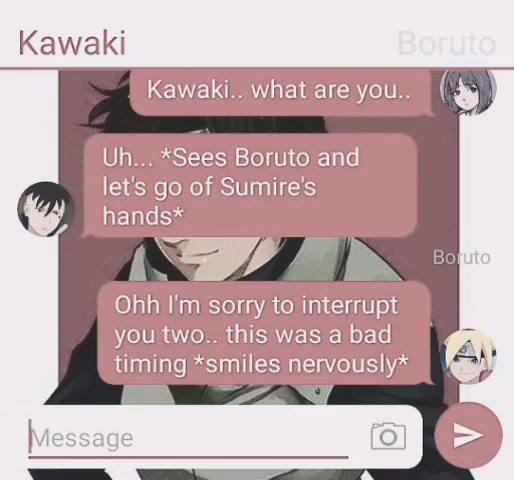 Kawaki
Boruto
Kawaki.. what are you..
Uh... *Sees Boruto and
let's go of Sumire's
hands*
Boruto
Ohh I'm sorry to interrupt
you two.. this was a bad
timing *smiles nervously*
Message